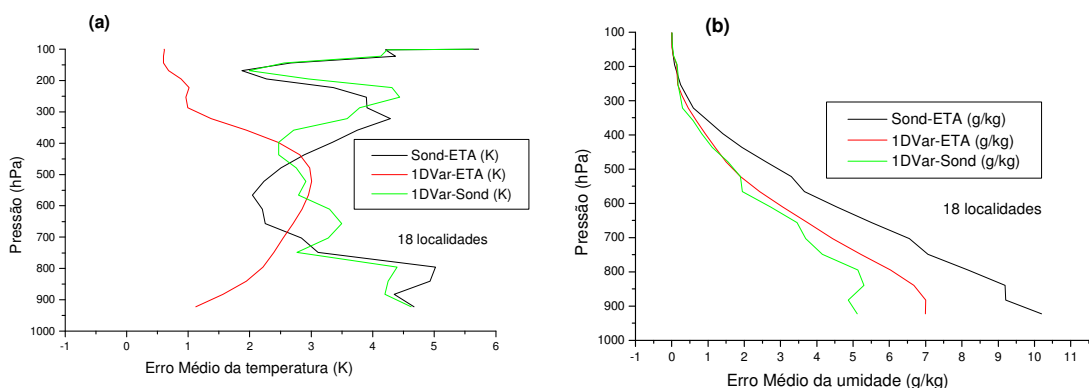 (a)
100
200
300
400
500
600
700
800
900
1000
Pressão (hPa)
-1 0 1 2 3 4 5 6
Erro Médio da temperatura (K)
Sond-ETA (K)
1DVar-ETA (K)
1DVar-Sond (K)
18 localidades
(b)
100
200
300
400
500
600
700
800
900
1000
Pressão (hPa)
-1 0 1 2 3 4 5 6 7 8 9 10 11
Erro Médio da umidade (g/kg)
Sond-ETA (g/kg)
1DVar-ETA (g/kg)
1DVar-Sond (g/kg)
18 localidades